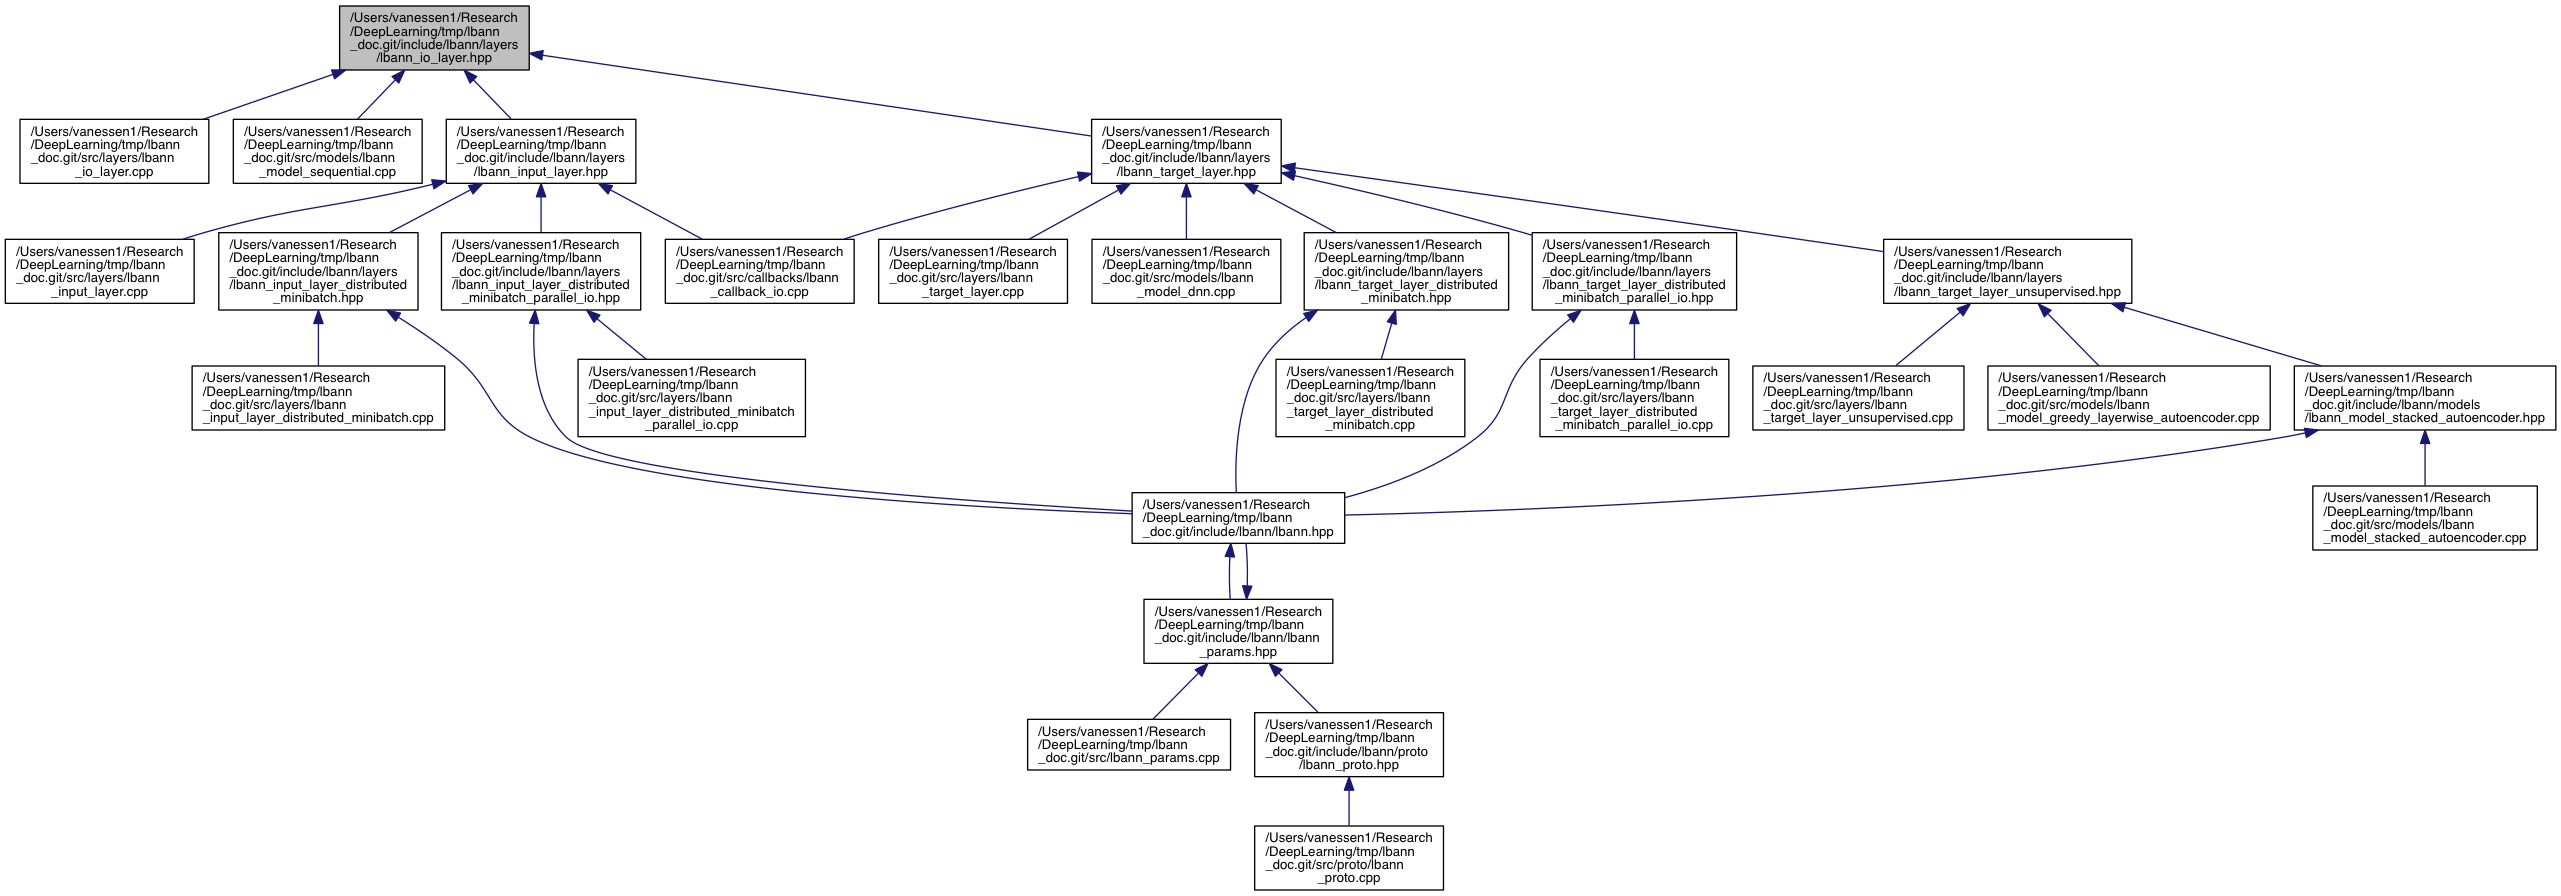 /Users/vanessen1/Research
/DeepLearning/tmp/lbann
_doc.git/include/lbann/layers
/lbann_io_layer.hpp
/Users/vanessen1/Research
/DeepLearning/tmp/lbann
_doc.git/src/layers/lbann
_io_layer.cpp
/Users/vanessen1/Research
/DeepLearning/tmp/lbann
_doc.git/src/models/lbann
_model_sequential.cpp
/Users/vanessen1/Research
/DeepLearning/tmp/lbann
_doc.git/include/lbann/layers
/lbann_input_layer.hpp
/Users/vanessen1/Research
/DeepLearning/tmp/lbann
_doc.git/include/lbann/layers
/lbann_target_layer.hpp
/Users/vanessen1/Research
/DeepLearning/tmp/lbann
_doc.git/src/layers/lbann
_input_layer.cpp
/Users/vanessen1/Research
/DeepLearning/tmp/lbann
_doc.git/include/lbann/layers
/lbann_input_layer_distributed
_minibatch.hpp
/Users/vanessen1/Research
/DeepLearning/tmp/lbann
_doc.git/include/lbann/layers
/lbann_input_layer_distributed
_minibatch_parallel_io.hpp
/Users/vanessen1/Research
/DeepLearning/tmp/lbann
_doc.git/src/callbacks/lbann
_callback_io.cpp
/Users/vanessen1/Research
/DeepLearning/tmp/lbann
_doc.git/src/layers/lbann
_target_layer.cpp
/Users/vanessen1/Research
/DeepLearning/tmp/lbann
_doc.git/src/models/lbann
_model_dnn.cpp
/Users/vanessen1/Research
/DeepLearning/tmp/lbann
_doc.git/include/lbann/layers
/lbann_target_layer_distributed
_minibatch.hpp
/Users/vanessen1/Research
/DeepLearning/tmp/lbann
_doc.git/include/lbann/layers
/lbann_target_layer_distributed
_minibatch_parallel_io.hpp
/Users/vanessen1/Research
/DeepLearning/tmp/lbann
_doc.git/include/lbann/layers
/lbann_target_layer_unsupervised.hpp
/Users/vanessen1/Research
/DeepLearning/tmp/lbann
_doc.git/src/layers/lbann
_input_layer_distributed_minibatch.cpp
/Users/vanessen1/Research
/DeepLearning/tmp/lbann
_doc.git/src/layers/lbann
_input_layer_distributed_minibatch
_parallel_io.cpp
/Users/vanessen1/Research
/DeepLearning/tmp/lbann
_doc.git/src/layers/lbann
_target_layer_distributed
_minibatch.cpp
/Users/vanessen1/Research
/DeepLearning/tmp/lbann
_doc.git/src/layers/lbann
_target_layer_distributed
_minibatch_parallel_io.cpp
/Users/vanessen1/Research
/DeepLearning/tmp/lbann
_doc.git/src/layers/lbann
_target_layer_unsupervised.cpp
/Users/vanessen1/Research
/DeepLearning/tmp/lbann
_doc.git/src/models/lbann
_model_greedy_layerwise_autoencoder.cpp
/Users/vanessen1/Research
/DeepLearning/tmp/lbann
_doc.git/include/lbann/models
/lbann_model_stacked_autoencoder.hpp
/Users/vanessen1/Research
/DeepLearning/tmp/lbann
_doc.git/include/lbann/lbann.hpp
/Users/vanessen1/Research
/DeepLearning/tmp/lbann
_doc.git/src/models/lbann
_model_stacked_autoencoder.cpp
/Users/vanessen1/Research
/DeepLearning/tmp/lbann
_doc.git/include/lbann/lbann
_params.hpp
/Users/vanessen1/Research
/DeepLearning/tmp/lbann
_doc.git/src/lbann_params.cpp
/Users/vanessen1/Research
/DeepLearning/tmp/lbann
_doc.git/include/lbann/proto
/lbann_proto.hpp
/Users/vanessen1/Research
/DeepLearning/tmp/lbann
_doc.git/src/proto/lbann
_proto.cpp